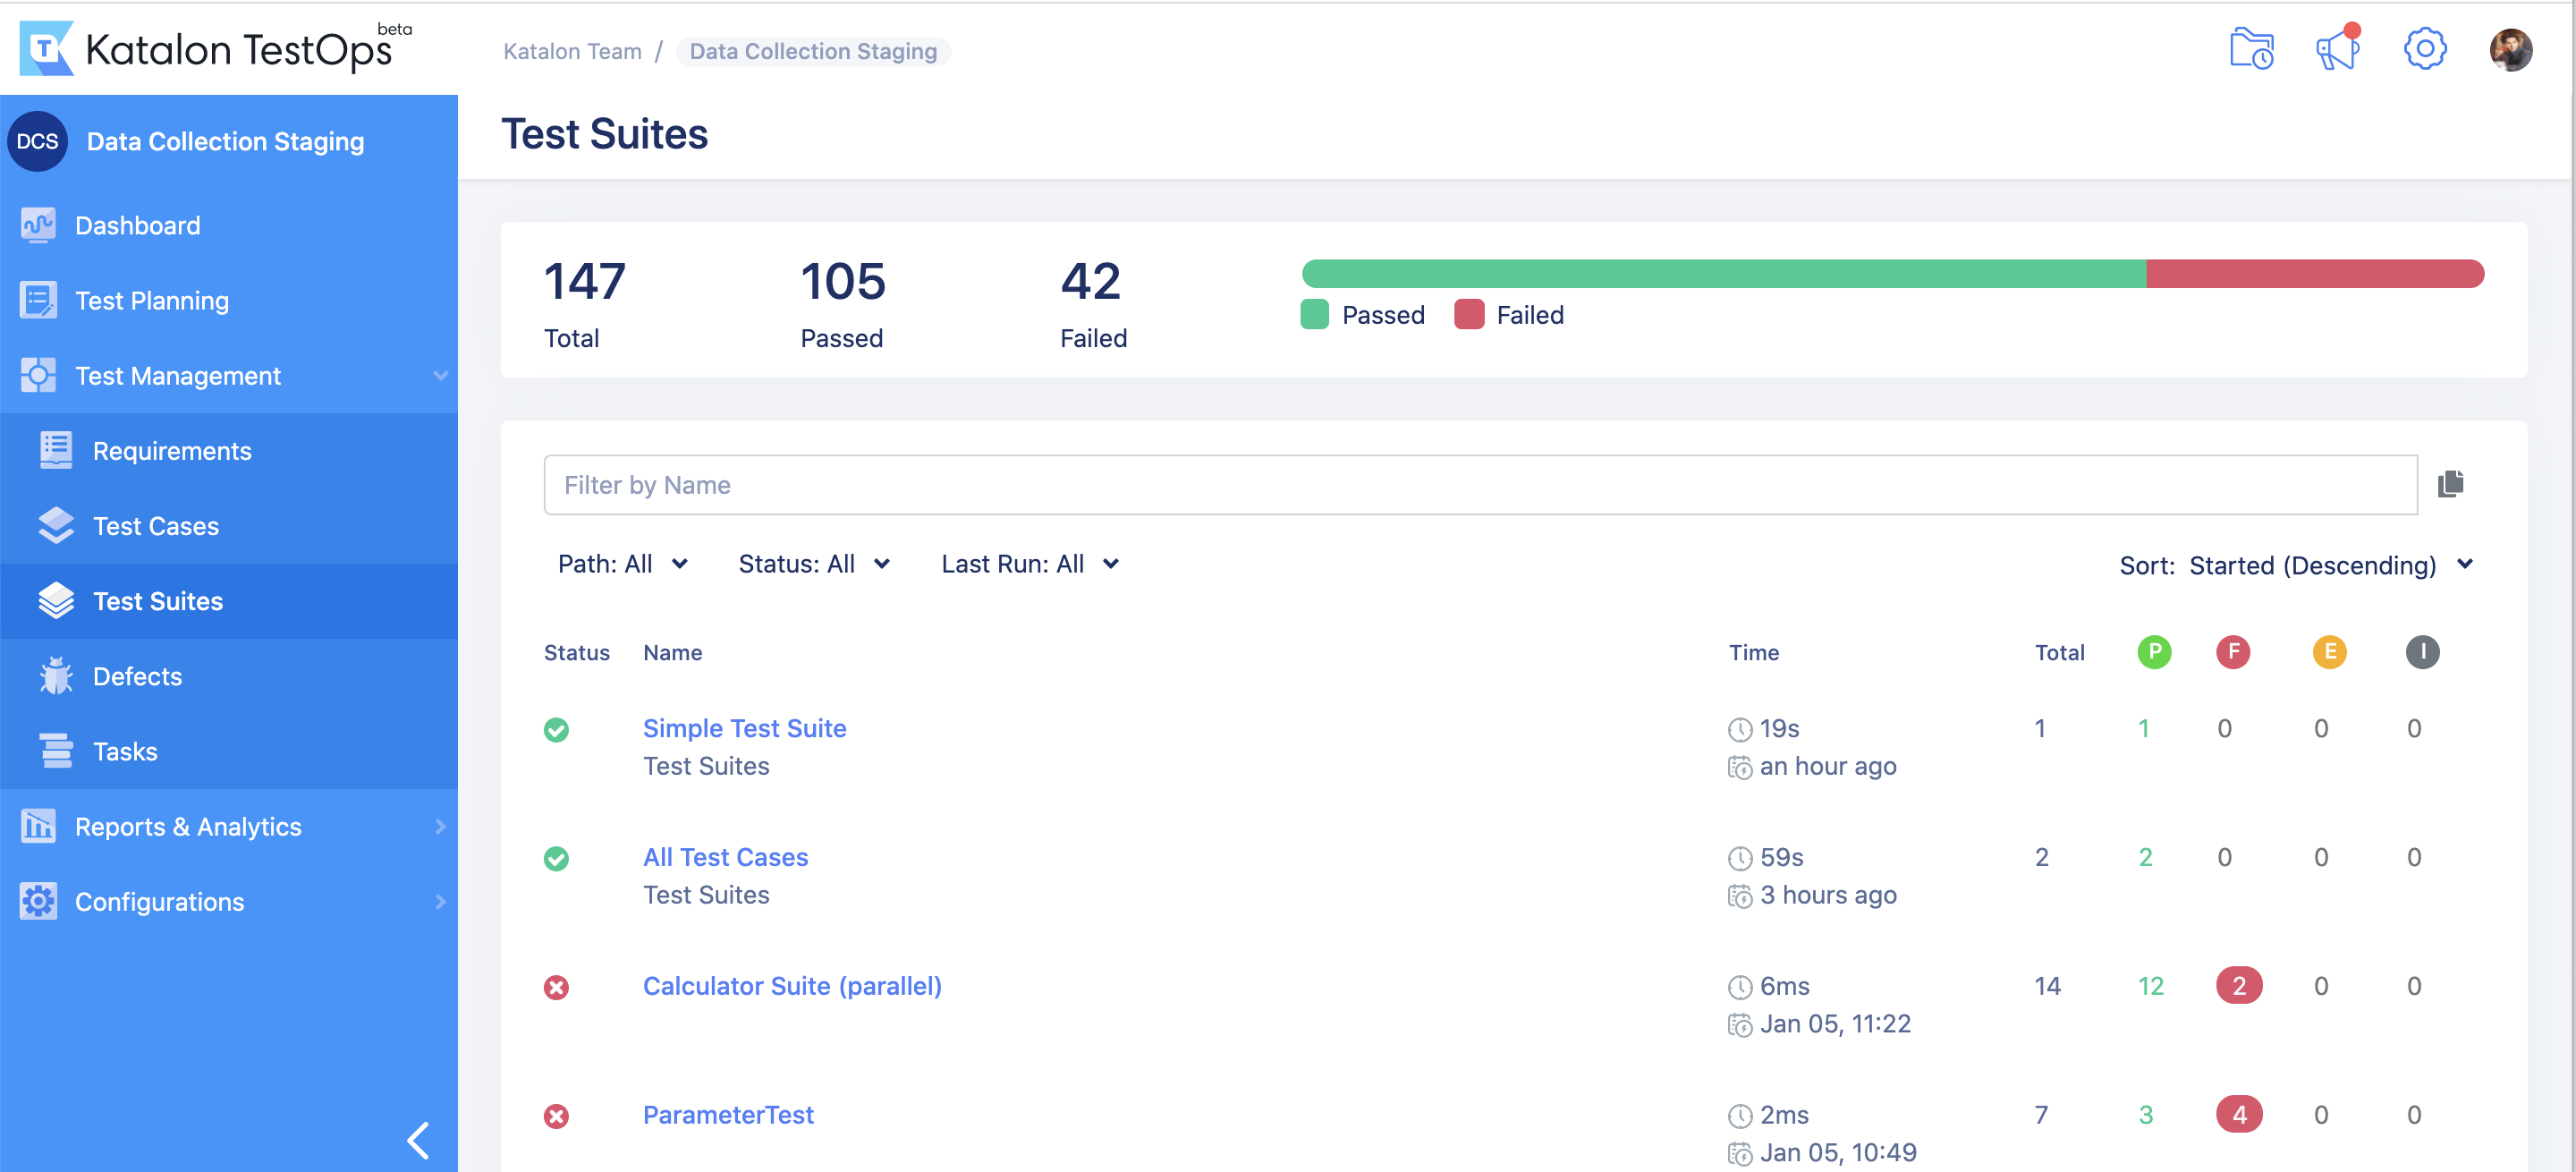 Katalon TestOps beta
Katalon Team / Data Collection Staging
DCS Data Collection Staging
Dashboard
Test Planning
Test Management
Requirements
Test Cases
Test Suites
Defects
Tasks
Reports & Analytics
Configurations
Test Suites
147 105 42
Total Passed Failed
Passed Failed
Filter by Name
Path: All Status: All Last Run: All Sort: Started (Descending)
Status Name Time Total P F E I
Simple Test Suite 19s 1 1 0 0 0
Test Suites an hour ago
All Test Cases 59s 2 2 0 0 0
Test Suites 3 hours ago
Calculator Suite (parallel) 6ms 14 12 2 0 0
Jan 05, 11:22
ParameterTest 2ms 7 3 4 0 0
Jan 05, 10:49